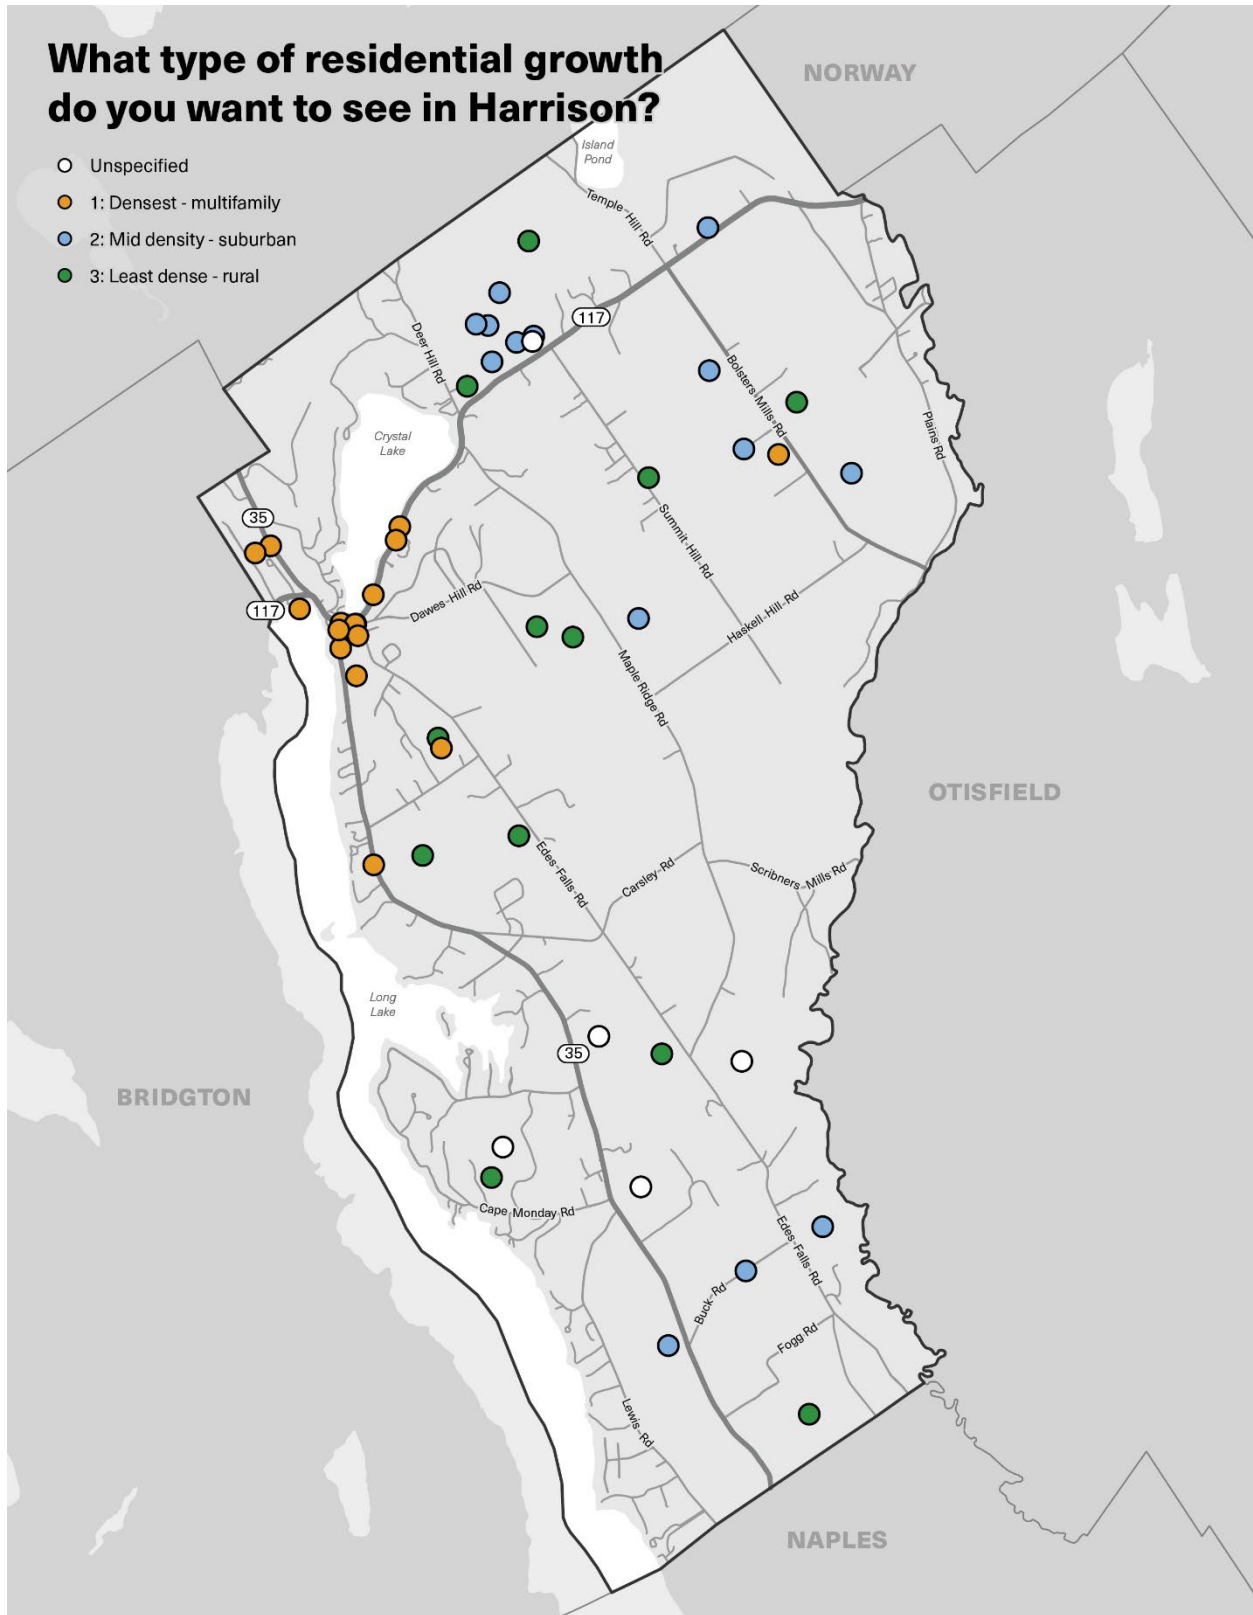 What type of residential growth
do you want to see in Harrison?
Unspecified
1: Densest - multifamily
2: Mid density - suburban
3: Least dense - rural
NORWAY
Island
Pond
Temple Hill Rd
117
Deer Hill Rd
Bolsters Mills Rd
Plains Rd
Crystal
Lake
35
Summit Hill Rd
117
Dawes Hill Rd
Haskell Hill Rd
Maple Ridge Rd
OTISFIELD
Edes Falls Rd
Carsley Rd
Scribners Mills Rd
Long
Lake
35
BRIDGTON
Cape Monday Rd
Edes Falls Rd
Buck Rd
Fogg Rd
Lewis Rd
NAPLES